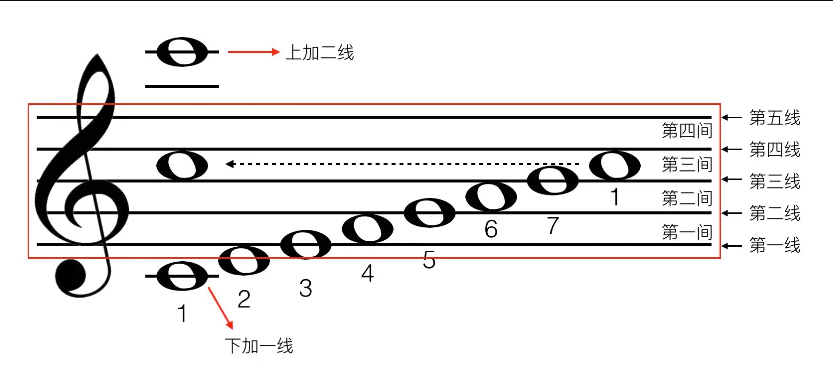 上加二线
第五线
第四间
第四线
第三间
第三线
第二间
第二线
第一间
第一线
1 2 3 4 5 6 7 1
下加一线